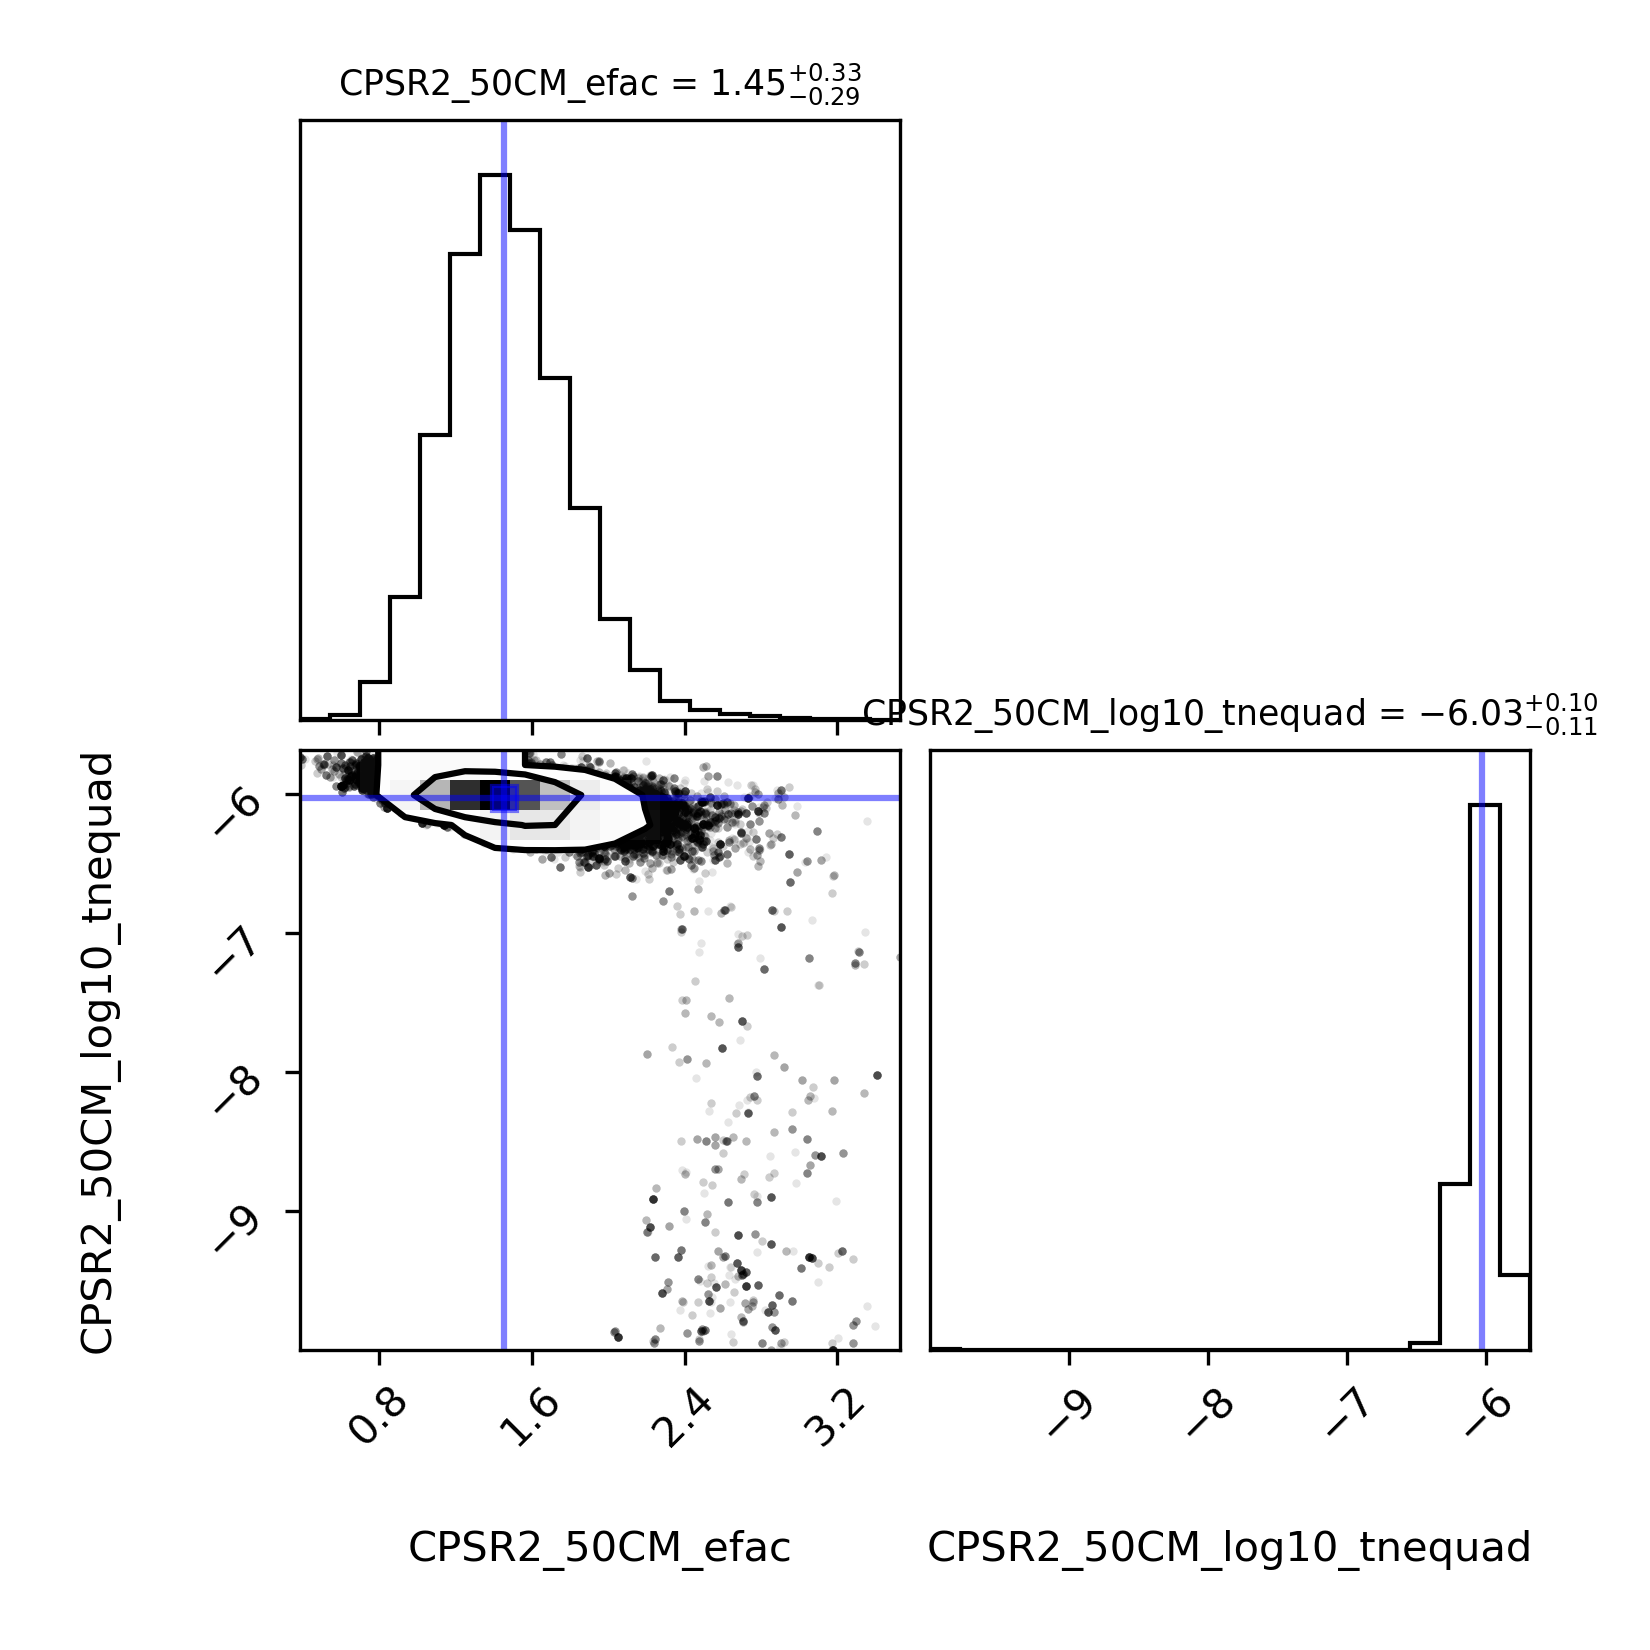 CPSR2_50CM_efac = 1.45+0.33−0.29
CPSR2_50CM_log10_tnequad = −6.03+0.10−0.11
CPSR2_50CM_log10_tnequad
−6
−7
−8
−9
0.8 1.6 2.4 3.2
−9 −8 −7 −6
CPSR2_50CM_efac
CPSR2_50CM_log10_tnequad